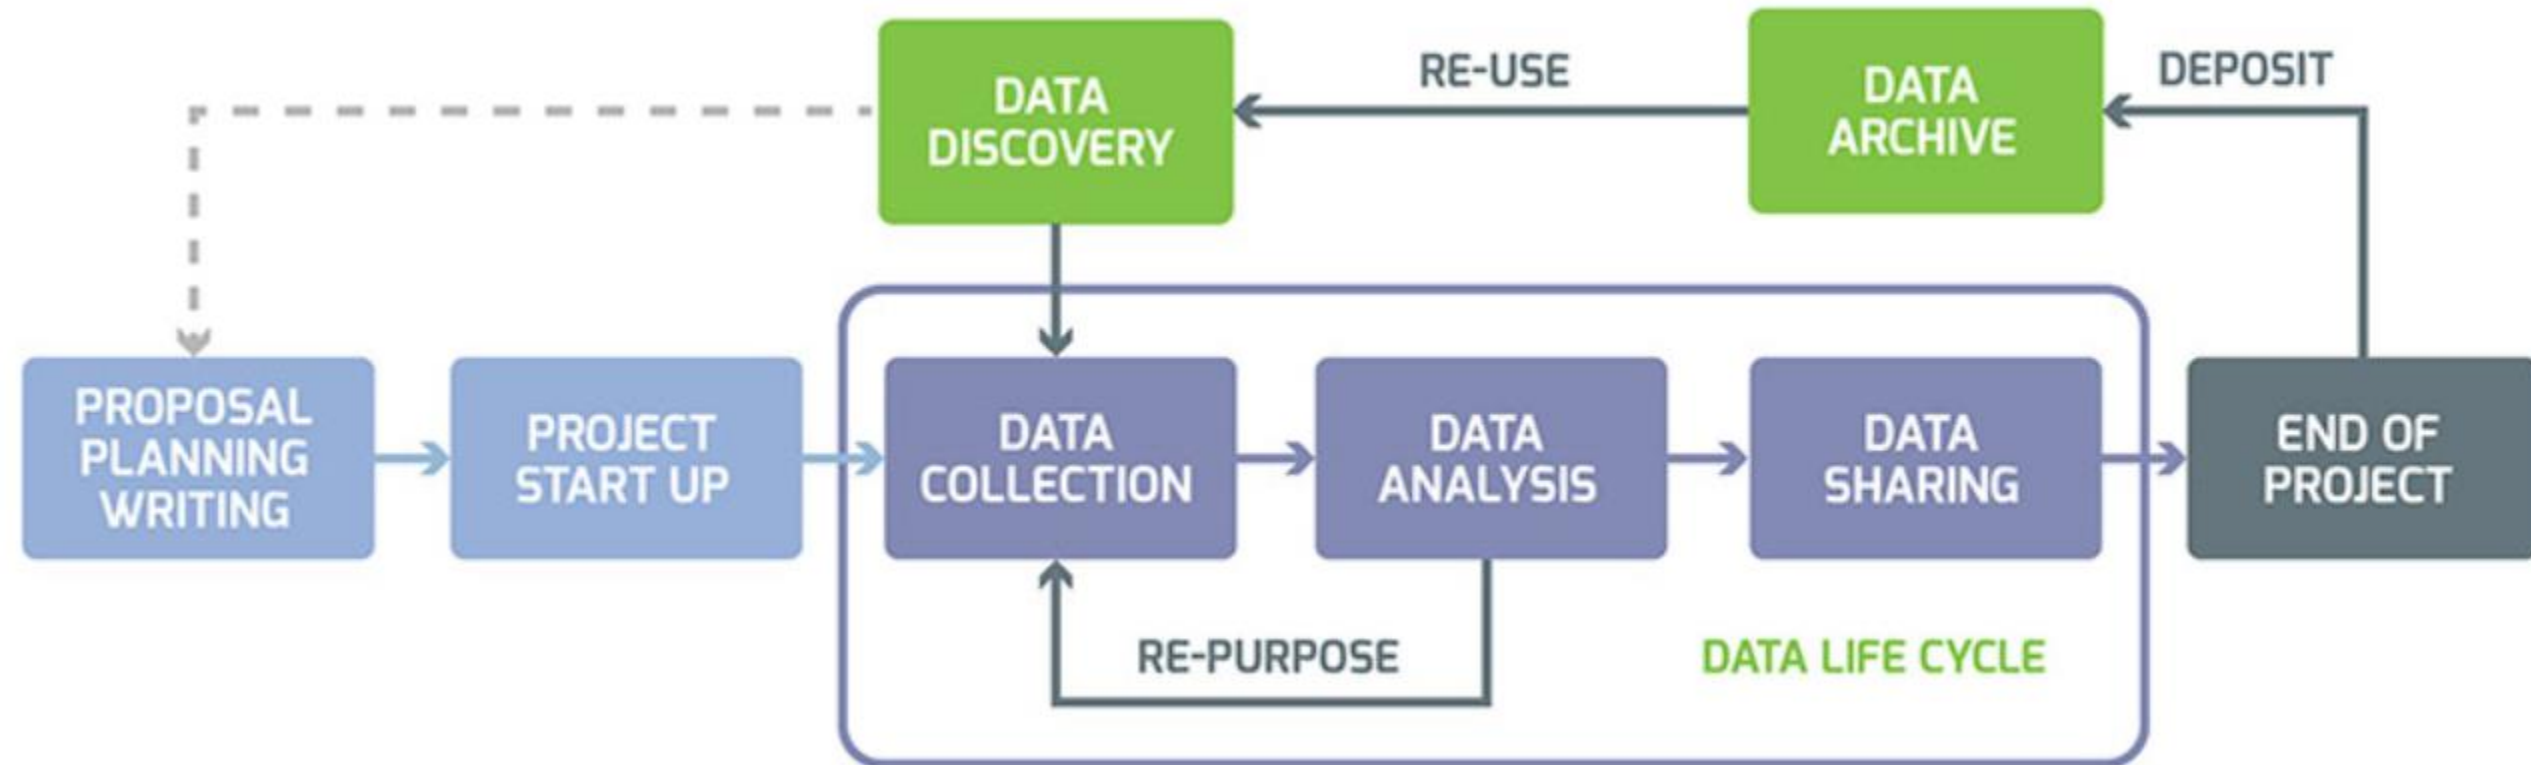 DATA
DISCOVERY
RE-USE
DATA
ARCHIVE
DEPOSIT
PROPOSAL
PLANNING
WRITING
PROJECT
START UP
DATA
COLLECTION
DATA
ANALYSIS
DATA
SHARING
END OF
PROJECT
RE-PURPOSE
DATA LIFE CYCLE